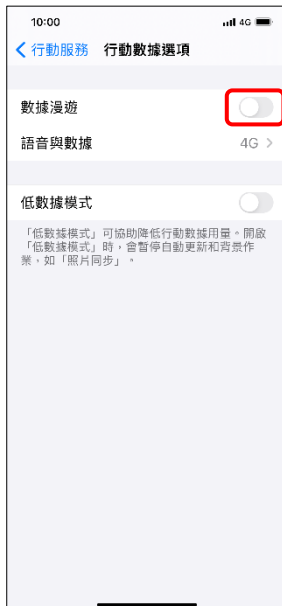 10:00 4G
行動服務 行動數據選項
數據漫遊
語音與數據 4G
低數據模式
「低數據模式」可協助降低行動數據用量。開啟
「低數據模式」時，會暫停自動更新和背景作
業，如「照片同步」。